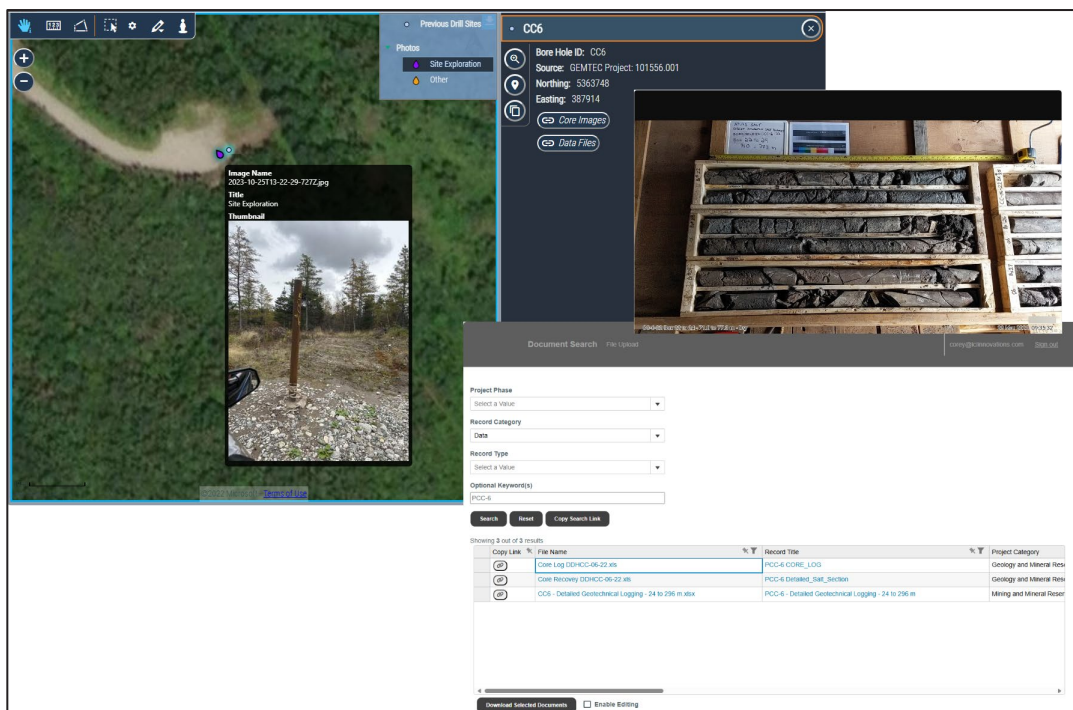 123
Previous Drill Sites
Photos
Site Exploration
Other
Image Name
2023-10-25T13-22-29-727Z.jpg
Title
Site Exploration
Thumbnail
Terms of Use
CC6
Bore Hole ID: CC6
Source: GEMTEC Project: 101556.001
Northing: 5363748
Easting: 387914
Core Images
Data Files
Document Search File Upload
Sign out
Project Phase
Select a Value
Record Category
Data
Record Type
Select a Value
Optional Keyword(s)
PCC-6
Search Reset Copy Search Link
Showing 3 out of 3 results
Copy Link File Name Record Title Project Category
Core Log DDHCC-06-22.xls PCC-6 CORE_LOG Geology and Mineral Rese
Core Recovey DDHCC-06-22.xls PCC-6 Detailed_Salt_Section Geology and Mineral Rese
CC6 - Detailed Geotechnical Logging - 24 to 296 m.xlsx PCC-6 - Detailed Geotechnical Logging - 24 to 296 m Mining and Mineral Reser
Download Selected Documents Enable Editing